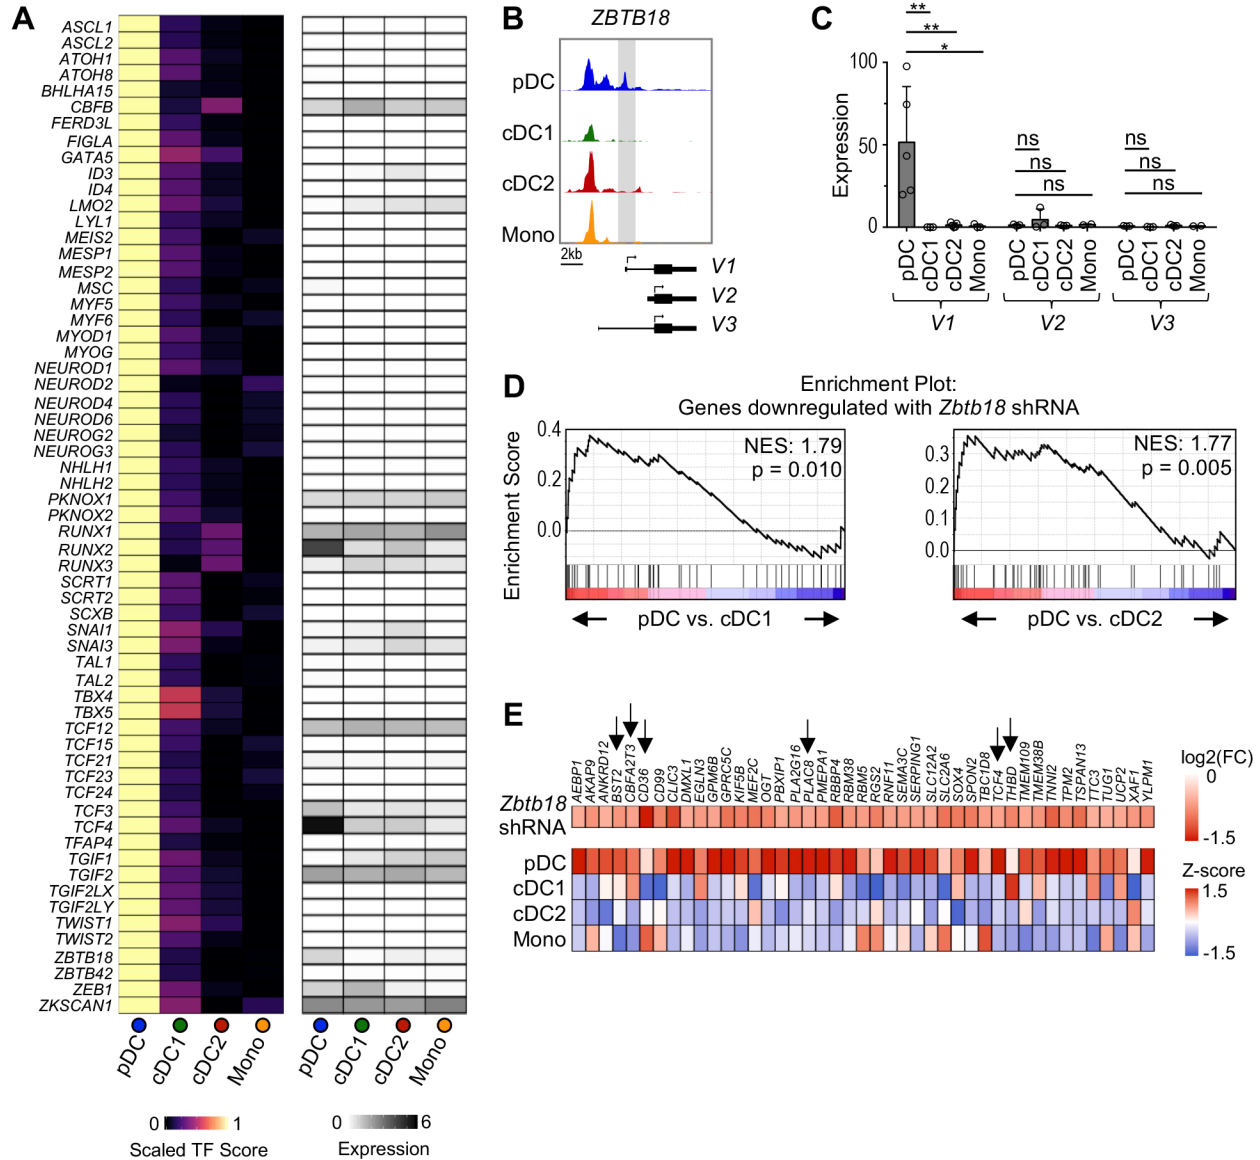 A
ASCL1
ASCL2
ATOH1
ATOH8
BHLHA15
CBFB
FERD3L
FIGLA
GATA5
ID3
ID4
LMO2
LYL1
MEIS2
MESP1
MESP2
MSC
MYF5
MYF6
MYOD1
MYOG
NEUROD1
NEUROD2
NEUROD4
NEUROD6
NEUROG2
NEUROG3
NHLH1
NHLH2
PKNOX1
PKNOX2
RUNX1
RUNX2
RUNX3
SCRT1
SCRT2
SCXB
SNAI1
SNAI3
TAL1
TAL2
TBX4
TBX5
TCF12
TCF15
TCF21
TCF23
TCF24
TCF3
TCF4
TFAP4
TGIF1
TGIF2
TGIF2LX
TGIF2LY
TWIST1
TWIST2
ZBTB18
ZBTB42
ZEB1
ZKSCAN1
pDC cDC1 cDC2 Mono
pDC cDC1 cDC2 Mono
0 1
Scaled TF Score
0 6
Expression
B
ZBTB18
pDC
cDC1
cDC2
Mono
2kb
V1
V2
V3
C
**
**
*
Expression
100
50
0
ns
ns
ns
ns
ns
ns
pDC cDC1 cDC2 Mono
pDC cDC1 cDC2 Mono
pDC cDC1 cDC2 Mono
V1 V2 V3
D
Enrichment Plot:
Genes downregulated with Zbtb18 shRNA
Enrichment Score
0.4
0.2
0.0
NES: 1.79
p = 0.010
pDC vs. cDC1
0.3
0.2
0.1
0.0
NES: 1.77
p = 0.005
pDC vs. cDC2
E
AEBP1 AKAP9 ANKRD12 BST2 CBFA2T3 CD36 CD99 CLIC3 DMXL1 EGLN3 GPM6B GPRC5C KIF5B MEF2C OGT PBXIP1 PLA2G16 PLAC8 PMEPA1 RBBP4 RBM38 RBM5 RGS2 RNF11 SEMA3C SERPING1 SLC12A2 SLC2A6 SOX4 SPON2 TBC1D8 TCF4 THBD TMEM109 TMEM38B TNNI2 TPM2 TSPAN13 TTC3 TUG1 UCP2 XAF1 YLPM1
Zbtb18
shRNA
pDC
cDC1
cDC2
Mono
log2(FC)
0
-1.5
Z-score
1.5
-1.5